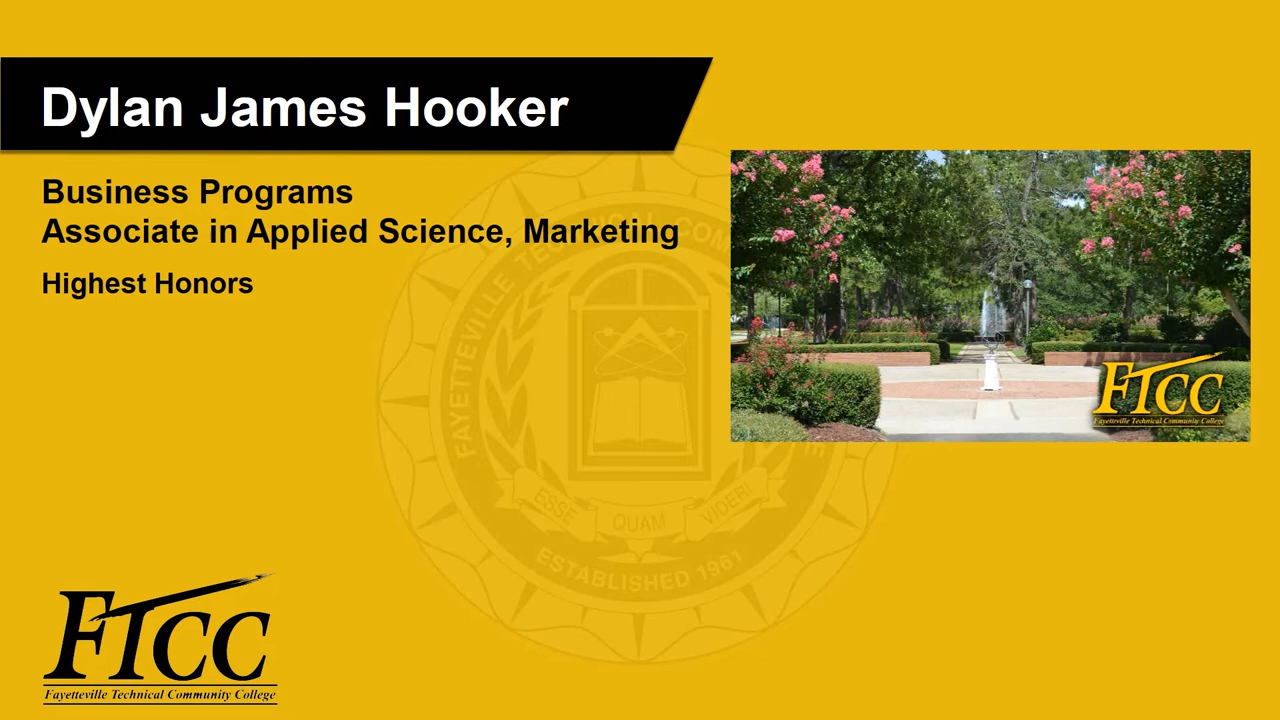 Dylan James Hooker
Business Programs
Associate in Applied Science, Marketing
Highest Honors
FTCC
Fayetteville Technical Community College
FAYETTEVILLE TECHNICAL COM
E
ESSE QUAM VIDERI
ESTABLISHED 1961
FTCC
Fayetteville Technical Community College